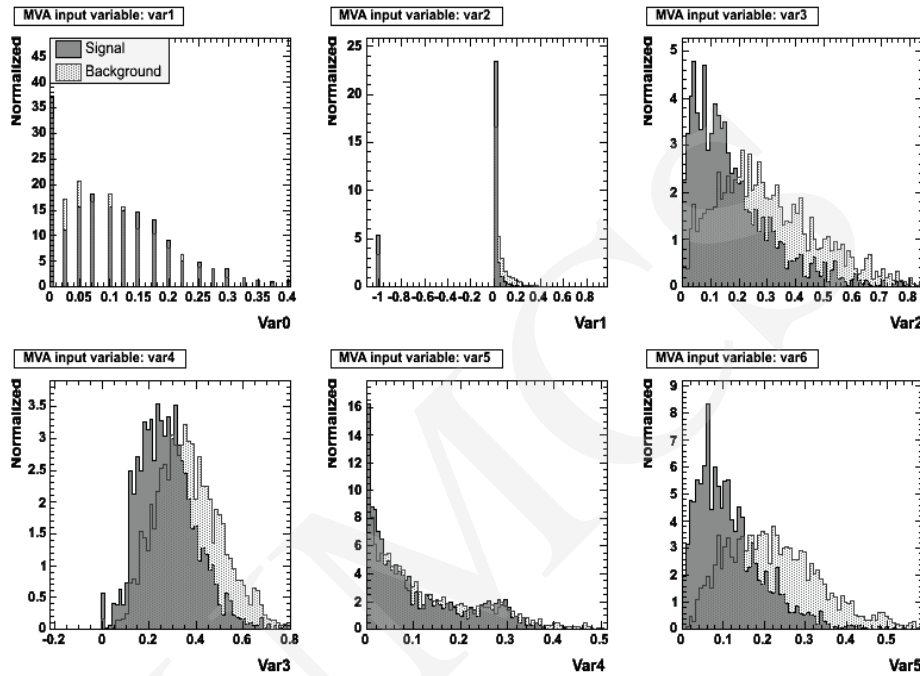 MVA input variable: var1
MVA input variable: var2
MVA input variable: var3
Normalized
45
40
35
30
25
20
15
10
5
0
Signal
Background
0 0.05 0.1 0.15 0.2 0.25 0.3 0.35 0.4
Var0
Normalized
25
20
15
10
5
0
-1 -0.8 -0.6 -0.4 -0.2 0 0.2 0.4 0.6 0.8
Var1
Normalized
5
4
3
2
1
0
0 0.1 0.2 0.3 0.4 0.5 0.6 0.7 0.8
Var2
MVA input variable: var4
MVA input variable: var5
MVA input variable: var6
Normalized
3.5
3
2.5
2
1.5
1
0.5
0
-0.2 0 0.2 0.4 0.6 0.8
Var3
Normalized
16
14
12
10
8
6
4
2
0
0 0.1 0.2 0.3 0.4 0.5
Var4
Normalized
9
8
7
6
5
4
3
2
1
0
0 0.1 0.2 0.3 0.4 0.5
Var5